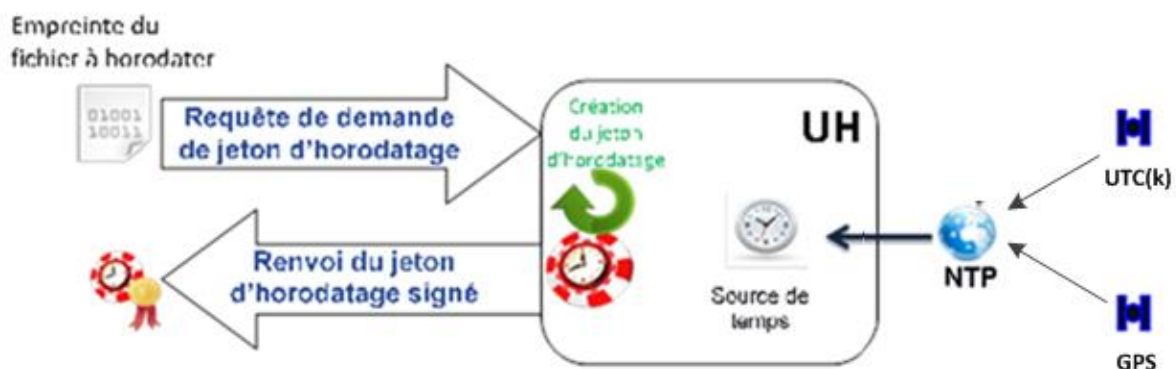 Empreinte du
fichier à horodater
01001
10011
Requête de demande
de jeton d'horodatage
Création
du jeton
d'horodatage
UH
UTC(k)
Renvoi du jeton
d'horodatage signé
Source de
temps
NTP
GPS